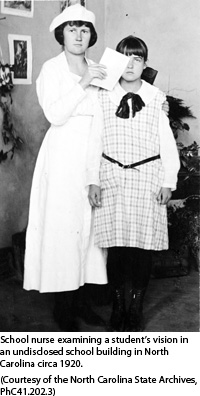 School nurse examining a student's vision in
an undisclosed school building in North
Carolina circa 1920.
(Courtesy of the North Carolina State Archives,
PhC41.202.3)